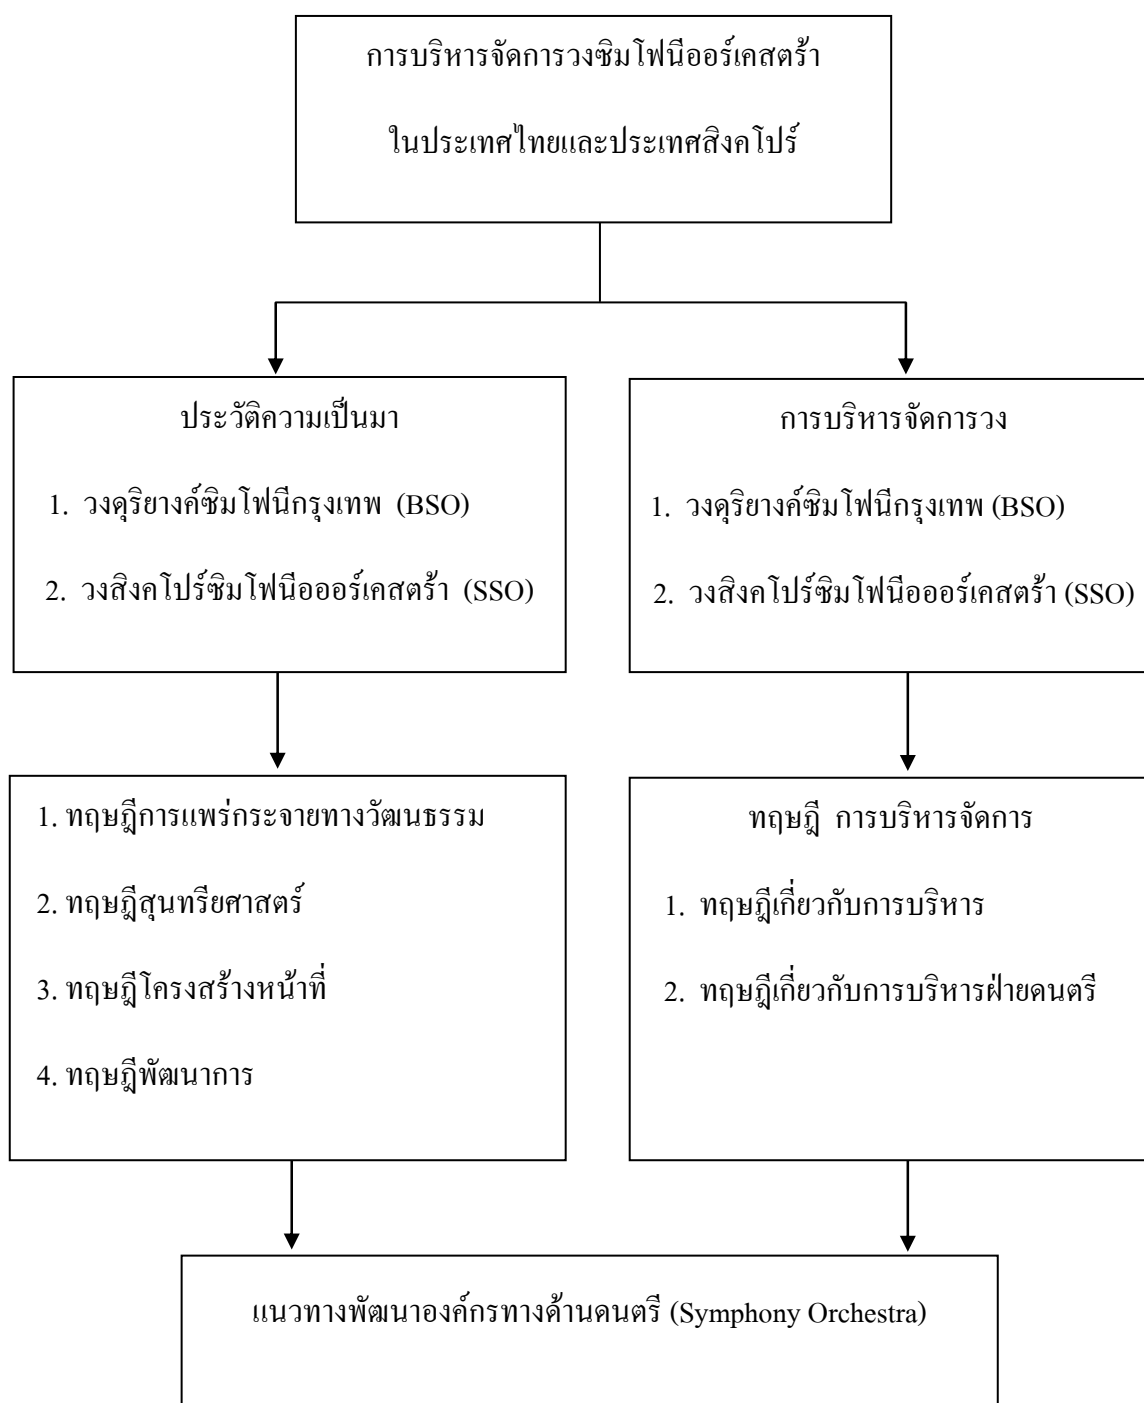 การบริหารจัดการวงซิมโฟนีออร์เคสตร้า
ในประเทศไทยและประเทศสิงคโปร์
ประวัติความเป็นมา
1. วงดุริยางค์ซิมโฟนีกรุงเทพ (BSO)
2. วงสิงคโปร์ซิมโฟนีอออร์เคสตร้า (SSO)
การบริหารจัดการวง
1. วงดุริยางค์ซิมโฟนีกรุงเทพ (BSO)
2. วงสิงคโปร์ซิมโฟนีอออร์เคสตร้า (SSO)
1. ทฤษฎีการแพร่กระจายทางวัฒนธรรม
2. ทฤษฎีสุนทรียศาสตร์
3. ทฤษฎีโครงสร้างหน้าที่
4. ทฤษฎีพัฒนาการ
ทฤษฎี การบริหารจัดการ
1. ทฤษฎีเกี่ยวกับการบริหาร
2. ทฤษฎีเกี่ยวกับการบริหารฝ่ายดนตรี
แนวทางพัฒนาองค์กรทางด้านดนตรี (Symphony Orchestra)